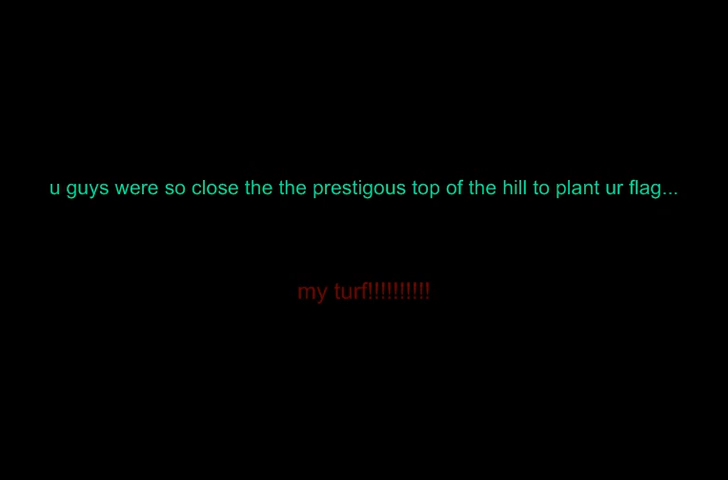 u guys were so close the the prestigous top of the hill to plant ur flag...
my turf!!!!!!!!!!